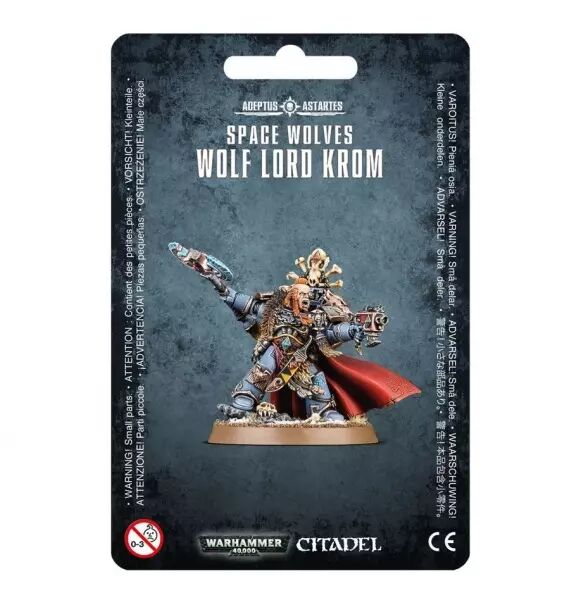 ADEPTUS ASTARTES
SPACE WOLVES
WOLF LORD KROM
• WARNING! Small parts. • ATTENTION: Contient des petites pièces. • VORSICHT! Kleinteile.
ATTENZIONE! Parti piccole • ¡ADVERTENCIA! Piezas pequeñas • OSTRZEŻENIE! Małe części
• VAROITUS! Pieniä osia. • WARNING! Små delar. • ADVARSEL! Små dele. • WAARSCHUWING!
Kleine onderdelen. • ADVARSEL! Små deler. • 警告!小さな部品あり。 • 警告!本品包含小零件。
0-3
WARHAMMER
40,000
CITADEL
CE